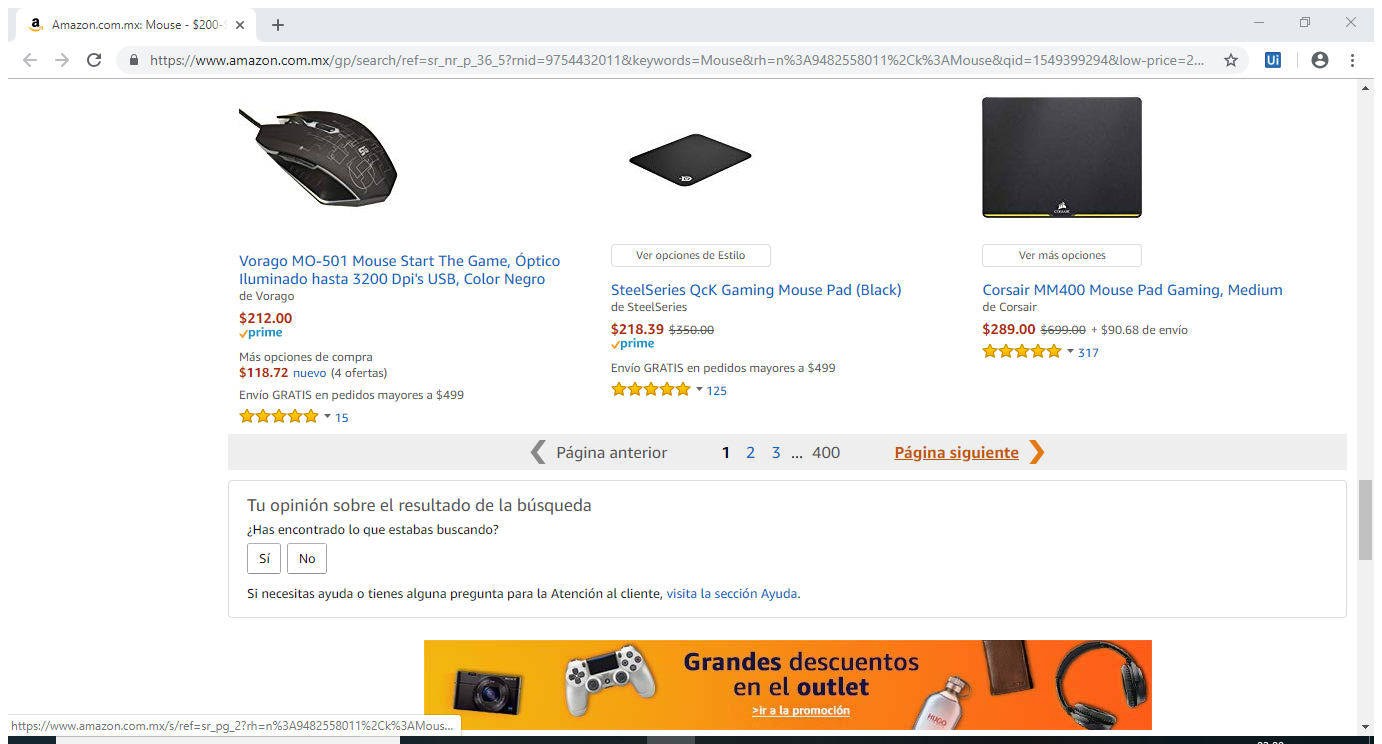 Amazon.com.mx: Mouse - $200-
https://www.amazon.com.mx/gp/search/ref=sr_nr_p_36_5?rnid=9754432011&keywords=Mouse&rh=n%3A9482558011%2Ck%3AMouse&qid=1549399294&low-price=2...
Ui
CORSAIR
Vorago MO-501 Mouse Start The Game, Óptico
Iluminado hasta 3200 Dpi's USB, Color Negro
de Vorago
$212.00
prime
Más opciones de compra
$118.72 nuevo (4 ofertas)
Envío GRATIS en pedidos mayores a $499
15
Ver opciones de Estilo
SteelSeries QcK Gaming Mouse Pad (Black)
de SteelSeries
$218.39 $350.00
prime
Envío GRATIS en pedidos mayores a $499
125
Ver más opciones
Corsair MM400 Mouse Pad Gaming, Medium
de Corsair
$289.00 $699.00 + $90.68 de envío
317
Página anterior 1 2 3 ... 400 Página siguiente
Tu opinión sobre el resultado de la búsqueda
¿Has encontrado lo que estabas buscando?
Sí No
Si necesitas ayuda o tienes alguna pregunta para la Atención al cliente, visita la sección Ayuda.
Grandes descuentos
en el outlet
>Ir a la promoción
HUGO
https://www.amazon.com.mx/s/ref=sr_pg_2?rh=n%3A9482558011%2Ck%3AMous...